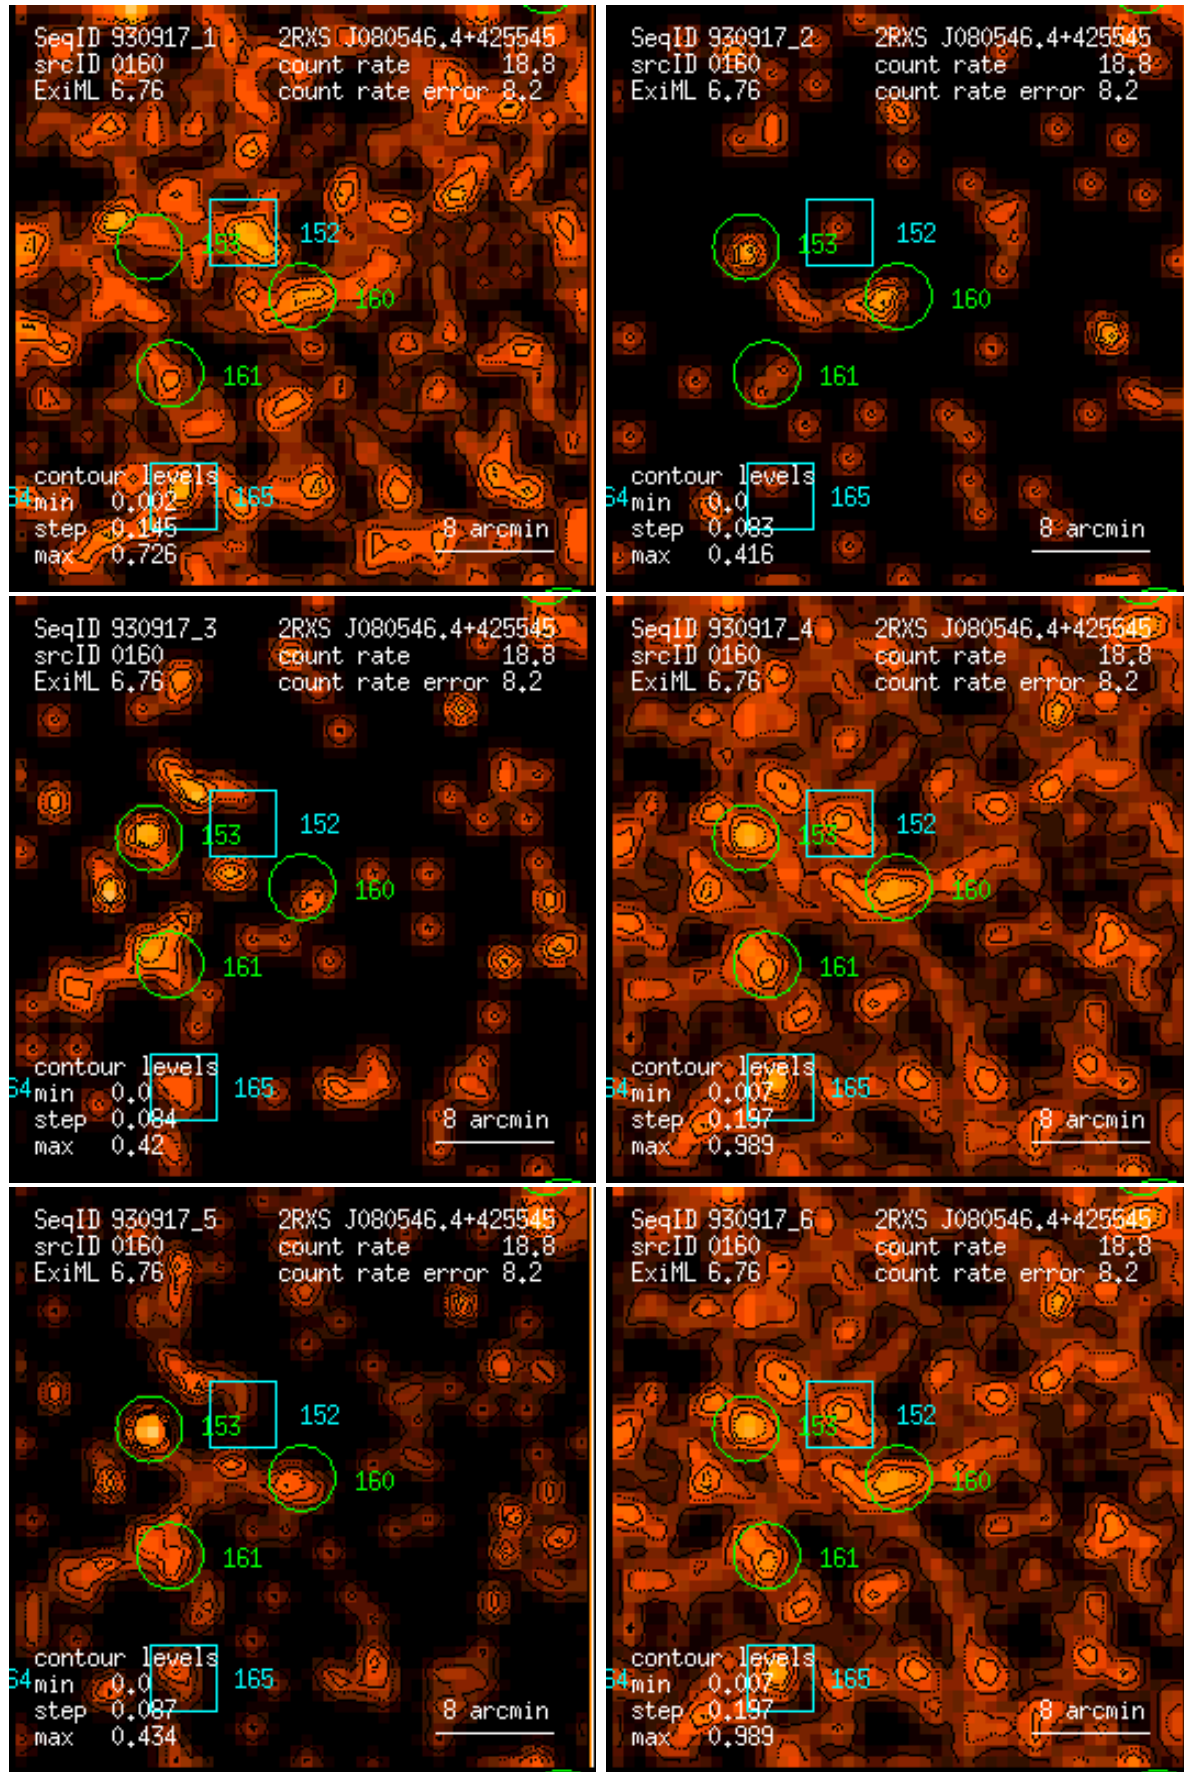 SeqID 930917_1 2RXS J080546.4+425545
srcID 0160 count rate 18.8
ExiML 6.76 count rate error 8.2
153 152
160
161
contour levels
64 165
min 0.002
step 0.145 8 arcmin
max 0.726
SeqID 930917_2 2RXS J080546.4+425545
srcID 0160 count rate 18.8
ExiML 6.76 count rate error 8.2
153 152
160
161
contour levels
64 165
min 0.0
step 0.083 8 arcmin
max 0.416
SeqID 930917_3 2RXS J080546.4+425545
srcID 0160 count rate 18.8
ExiML 6.76 count rate error 8.2
153 152
160
161
contour levels
64 165
min 0.0
step 0.084 8 arcmin
max 0.42
SeqID 930917_4 2RXS J080546.4+425545
srcID 0160 count rate 18.8
ExiML 6.76 count rate error 8.2
153 152
160
161
contour levels
64 165
min 0.007
step 0.197 8 arcmin
max 0.989
SeqID 930917_5 2RXS J080546.4+425545
srcID 0160 count rate 18.8
ExiML 6.76 count rate error 8.2
153 152
160
161
contour levels
64 165
min 0.0
step 0.087 8 arcmin
max 0.434
SeqID 930917_6 2RXS J080546.4+425545
srcID 0160 count rate 18.8
ExiML 6.76 count rate error 8.2
153 152
160
161
contour levels
64 165
min 0.007
step 0.197 8 arcmin
max 0.989